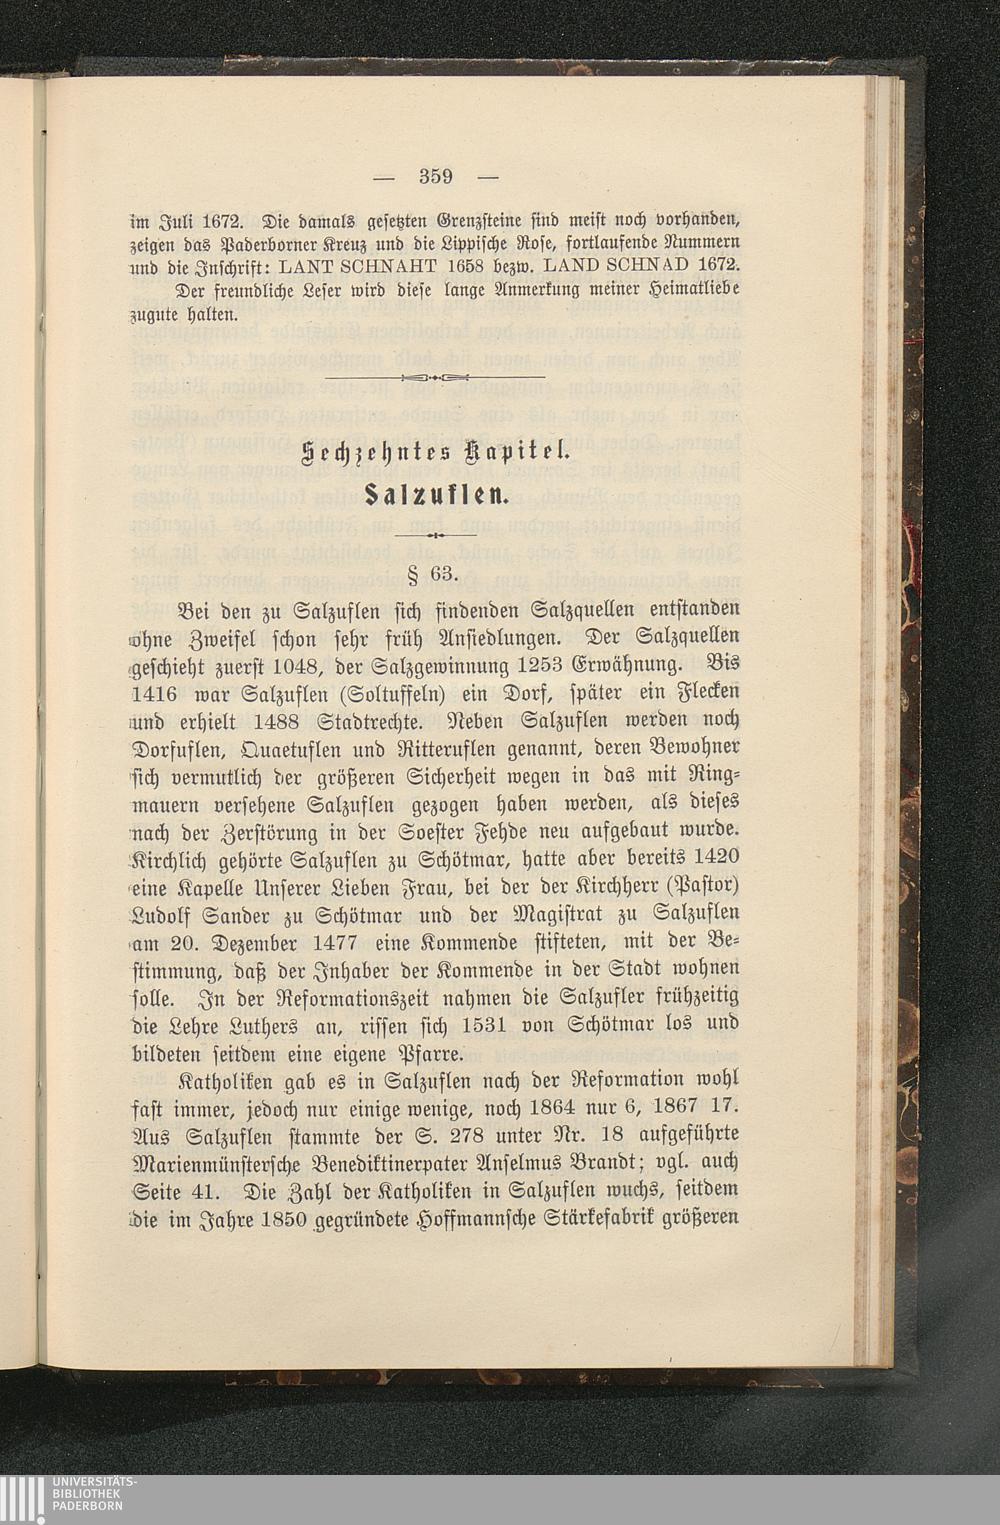 — 359 —
im Juli 1672. Die damals gesetzten Grenzsteine sind meist noch vorhanden,
zeigen das Paderborner Kreuz und die Lippische Rose, fortlaufende Nummern
und die Inschrift: LANT SCHNAHT 1658 bezw. LAND SCHNAD 1672.
Der freundliche Leser wird diese lange Anmerkung meiner Heimatliebe
zugute halten.
Sechzehntes Kapitel.
Salzuflen.
§ 63.
Bei den zu Salzuflen sich findenden Salzquellen entstanden
ohne Zweifel schon sehr früh Ansiedlungen. Der Salzquellen
geschieht zuerst 1048, der Salzgewinnung 1253 Erwähnung. Bis
1416 war Salzuflen (Soltuffeln) ein Dorf, später ein Flecken
und erhielt 1488 Stadtrechte. Neben Salzuflen werden noch
Dorfuflen, Quaetuflen und Ritteruflen genannt, deren Bewohner
sich vermutlich der größeren Sicherheit wegen in das mit Ring-
mauern versehene Salzuflen gezogen haben werden, als dieses
nach der Zerstörung in der Soester Fehde neu aufgebaut wurde.
Kirchlich gehörte Salzuflen zu Schötmar, hatte aber bereits 1420
eine Kapelle Unserer Lieben Frau, bei der der Kirchherr (Pastor)
Ludolf Sander zu Schötmar und der Magistrat zu Salzuflen
am 20. Dezember 1477 eine Kommende stifteten, mit der Be-
stimmung, daß der Inhaber der Kommende in der Stadt wohnen
solle. In der Reformationszeit nahmen die Salzufler frühzeitig
die Lehre Luthers an, rissen sich 1531 von Schötmar los und
bildeten seitdem eine eigene Pfarre.
Katholiken gab es in Salzuflen nach der Reformation wohl
fast immer, jedoch nur einige wenige, noch 1864 nur 6, 1867 17.
Aus Salzuflen stammte der S. 278 unter Nr. 18 aufgeführte
Marienmünstersche Benediktinerpater Anselmus Brandt; vgl. auch
Seite 41. Die Zahl der Katholiken in Salzuflen wuchs, seitdem
die im Jahre 1850 gegründete Hoffmannsche Stärkefabrik größeren
UNIVERSITÄTS-
BIBLIOTHEK
PADERBORN